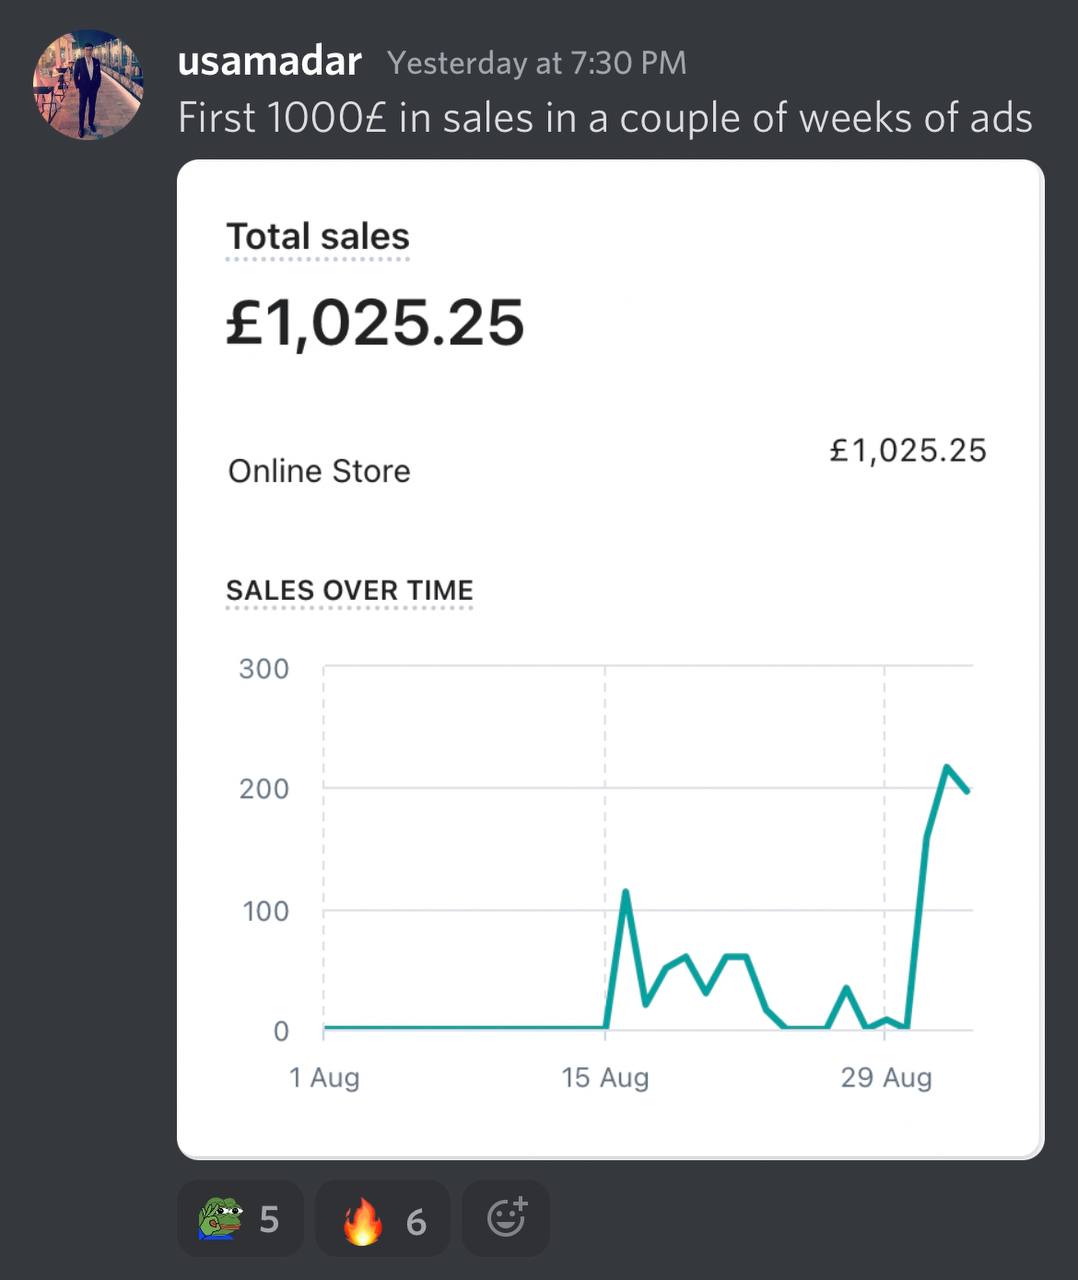 usamadar Yesterday at 7:30 PM
First 1000£ in sales in a couple of weeks of ads
Total sales
£1,025.25
Online Store £1,025.25
SALES OVER TIME
300
200
100
0
1 Aug 15 Aug 29 Aug
5 6